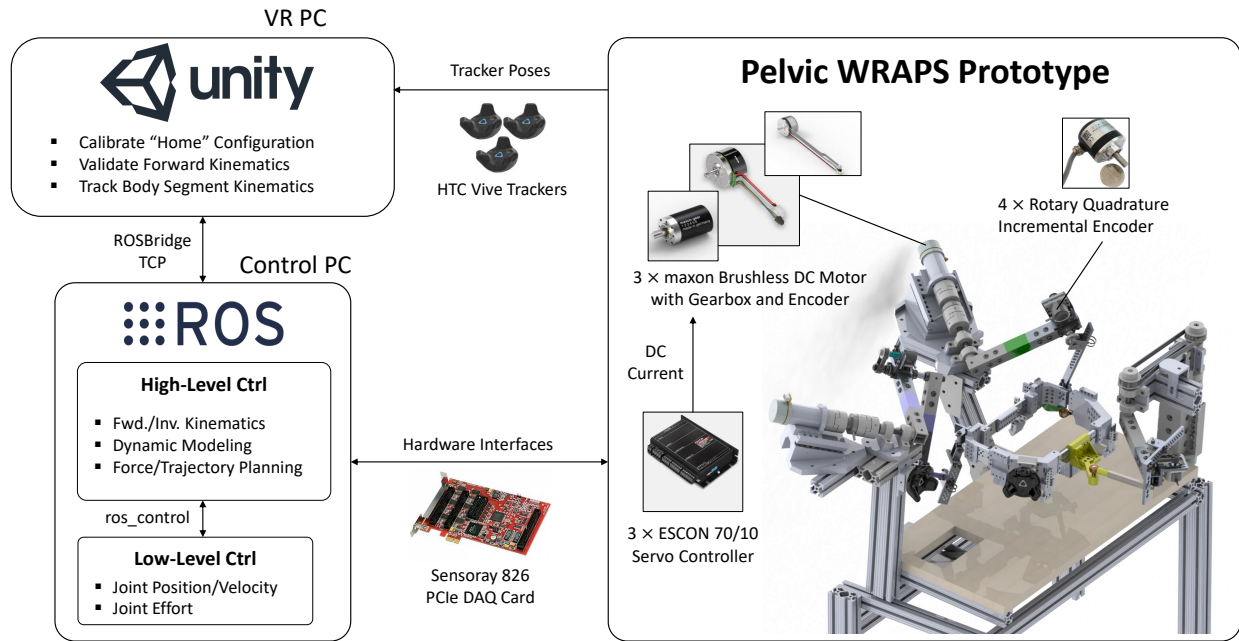 VR PC
unity
▪ Calibrate “Home” Configuration
▪ Validate Forward Kinematics
▪ Track Body Segment Kinematics
Tracker Poses
HTC Vive Trackers
ROSBridge
TCP
Control PC
ROS
High-Level Ctrl
▪ Fwd./Inv. Kinematics
▪ Dynamic Modeling
▪ Force/Trajectory Planning
ros_control
Low-Level Ctrl
▪ Joint Position/Velocity
▪ Joint Effort
Hardware Interfaces
Sensoray 826
PCIe DAQ Card
Pelvic WRAPS Prototype
3 × maxon Brushless DC Motor
with Gearbox and Encoder
4 × Rotary Quadrature
Incremental Encoder
DC
Current
3 × ESCON 70/10
Servo Controller